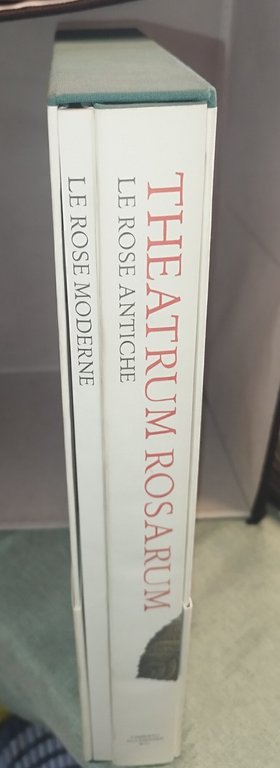 THEATRUM ROSARUM
LE ROSE ANTICHE
LE ROSE MODERNE